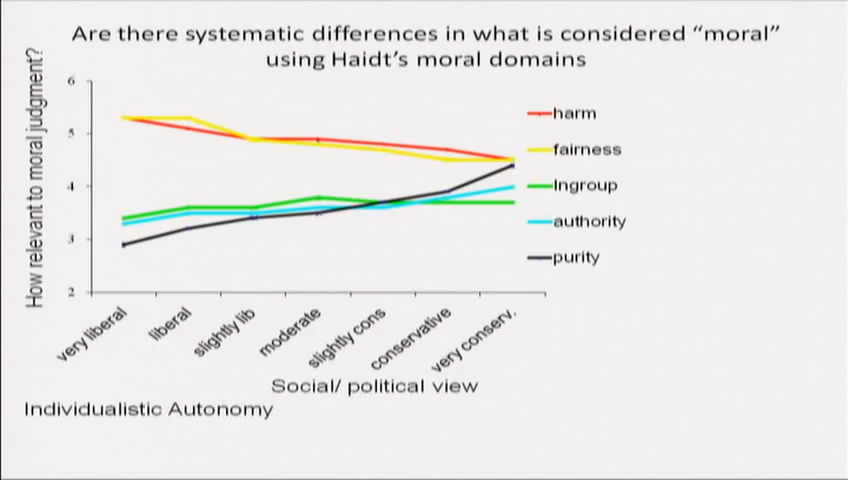 Are there systematic differences in what is considered “moral”
using Haidt’s moral domains
How relevant to moral judgment?
6
5
4
3
2
harm
fairness
Ingroup
authority
purity
very liberal
liberal
slightly lib
moderate
slightly cons
conservative
very conserv.
Social/ political view
Individualistic Autonomy